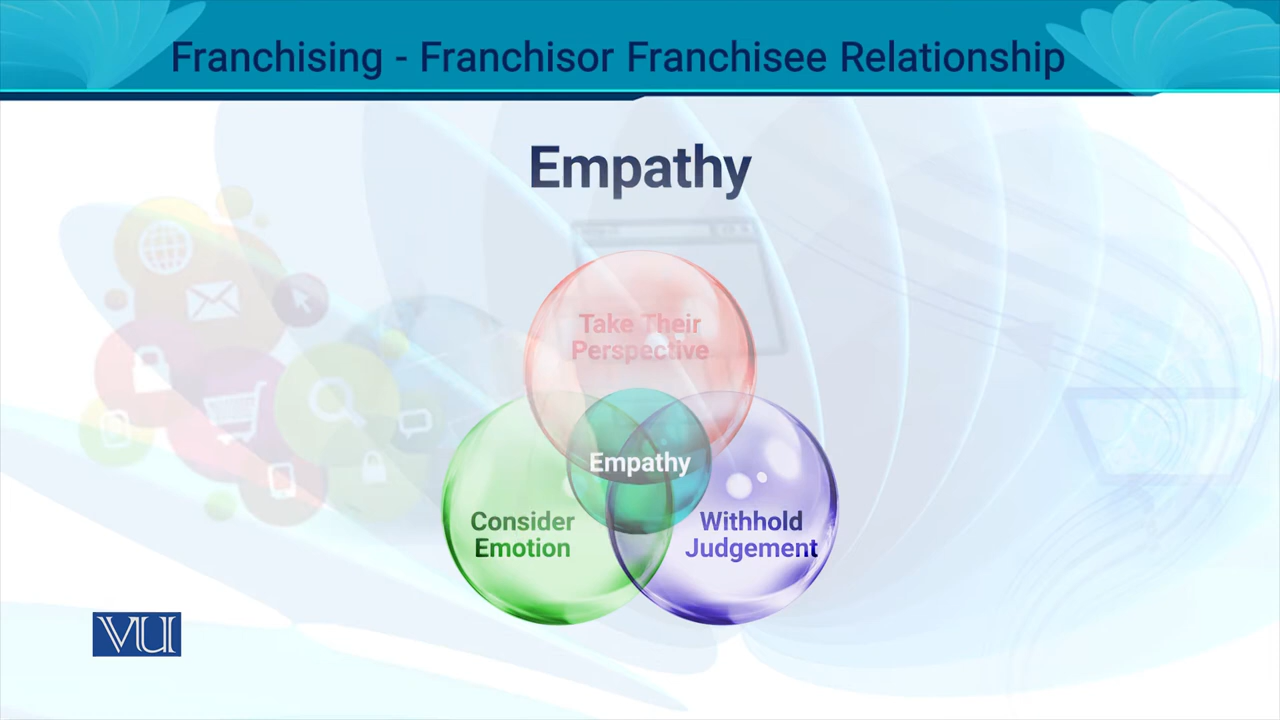 Franchising - Franchisor Franchisee Relationship
Empathy
Take Their
Perspective
Empathy
Consider
Emotion
Withhold
Judgement
VU